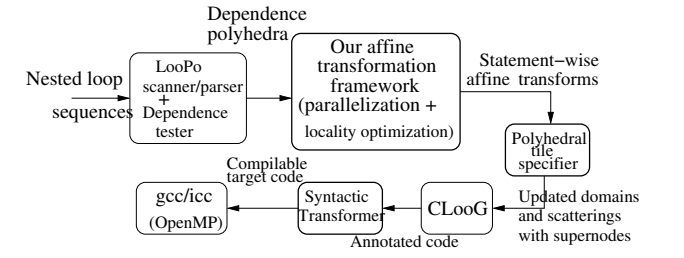 Dependence
polyhedra
Nested loop
sequences
LooPo
scanner/parser
+
Dependence
tester
Our affine
transformation
framework
(parallelization +
locality optimization)
Statement−wise
affine transforms
Polyhedral
tile
specifier
Updated domains
and scatterings
with supernodes
CLooG
Annotated code
Syntactic
Transformer
Compilable
target code
gcc/icc
(OpenMP)